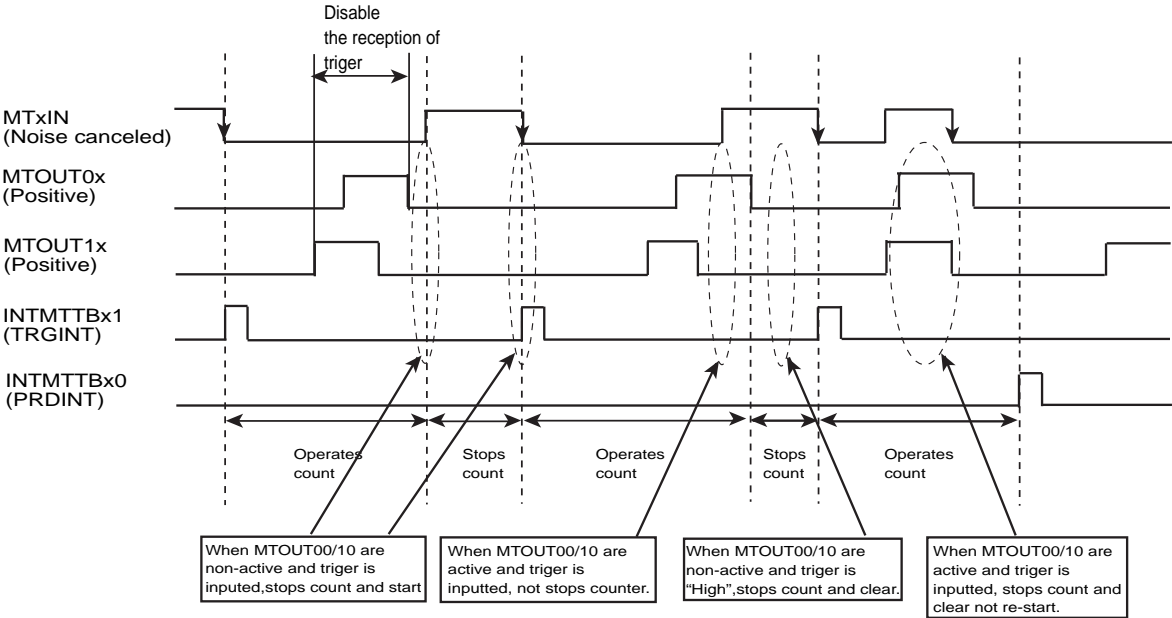 Disable
the reception of
triger
MTxIN
(Noise canceled)
MTOUT0x
(Positive)
MTOUT1x
(Positive)
INTMTTBx1
(TRGINT)
INTMTTBx0
(PRDINT)
Operates
count
Stops
count
Operates
count
Stops
count
Operates
count
When MTOUT00/10 are
non-active and triger is
inputed,stops count and start
When MTOUT00/10 are
active and triger is
inputted, not stops counter.
When MTOUT00/10 are
non-active and triger is
“High”,stops count and clear.
When MTOUT00/10 are
active and triger is
inputted, stops count and
clear not re-start.